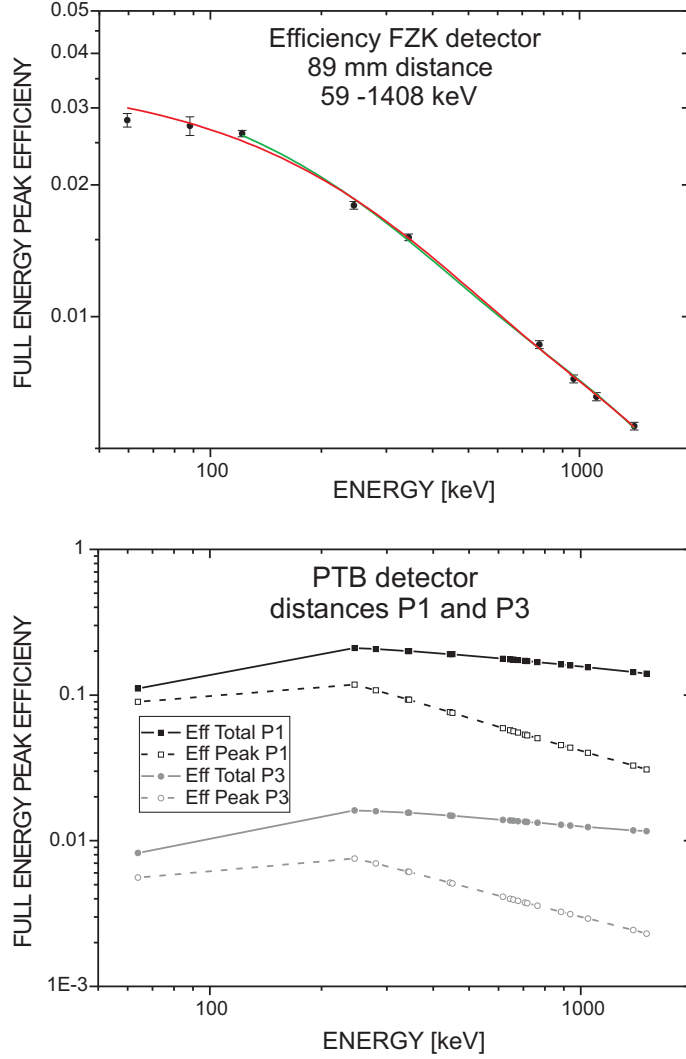 0.05
0.04
0.03
0.02
0.01
FULL ENERGY PEAK EFFICIENY
Efficiency FZK detector
89 mm distance
59 -1408 keV
100
1000
ENERGY [keV]
1
0.1
0.01
1E-3
FULL ENERGY PEAK EFFICIENY
PTB detector
distances P1 and P3
Eff Total P1
Eff Peak P1
Eff Total P3
Eff Peak P3
100
1000
ENERGY [keV]